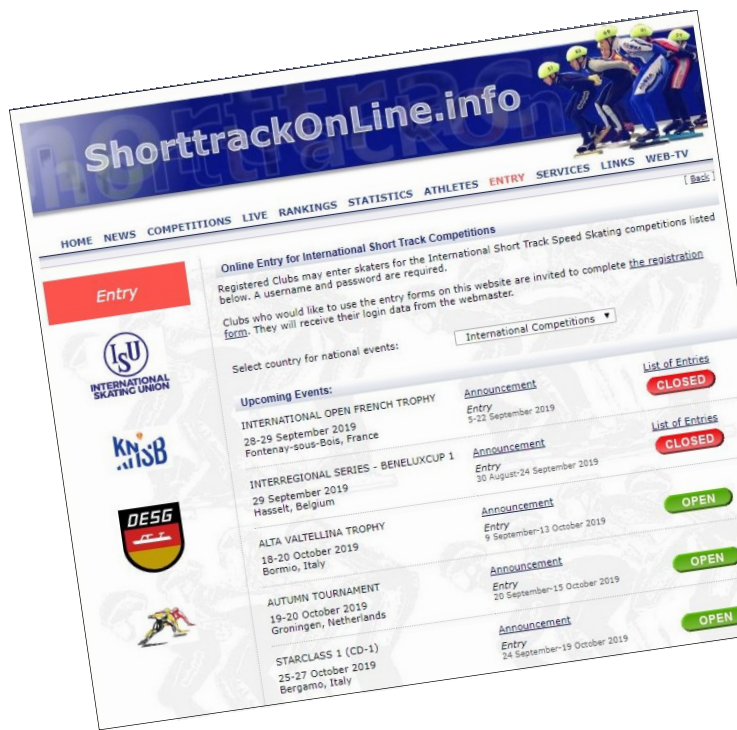 ShorttrackOnLine.info
HOME NEWS COMPETITIONS LIVE RANKINGS STATISTICS ATHLETES ENTRY SERVICES LINKS WEB-TV
[ Back ]
Entry
ISU
INTERNATIONAL
SKATING UNION
KNSB
DESG
Online Entry for International Short Track Competitions
Registered Clubs may enter skaters for the International Short Track Speed Skating competitions listed
below. A username and password are required.
Clubs who would like to use the entry forms on this website are invited to complete the registration
form. They will receive their login data from the webmaster.
Select country for national events: International Competitions ▼
Upcoming Events:
INTERNATIONAL OPEN FRENCH TROPHY
28-29 September 2019
Fontenay-sous-Bois, France
Announcement
Entry
5-22 September 2019
List of Entries
CLOSED
INTERREGIONAL SERIES - BENELUXCUP 1
29 September 2019
Hasselt, Belgium
Announcement
Entry
30 August-24 September 2019
List of Entries
CLOSED
ALTA VALTELLINA TROPHY
18-20 October 2019
Bormio, Italy
Announcement
Entry
9 September-13 October 2019
OPEN
AUTUMN TOURNAMENT
19-20 October 2019
Groningen, Netherlands
Announcement
Entry
20 September-15 October 2019
OPEN
STARCLASS 1 (CD-1)
25-27 October 2019
Bergamo, Italy
Announcement
Entry
24 September-19 October 2019
OPEN